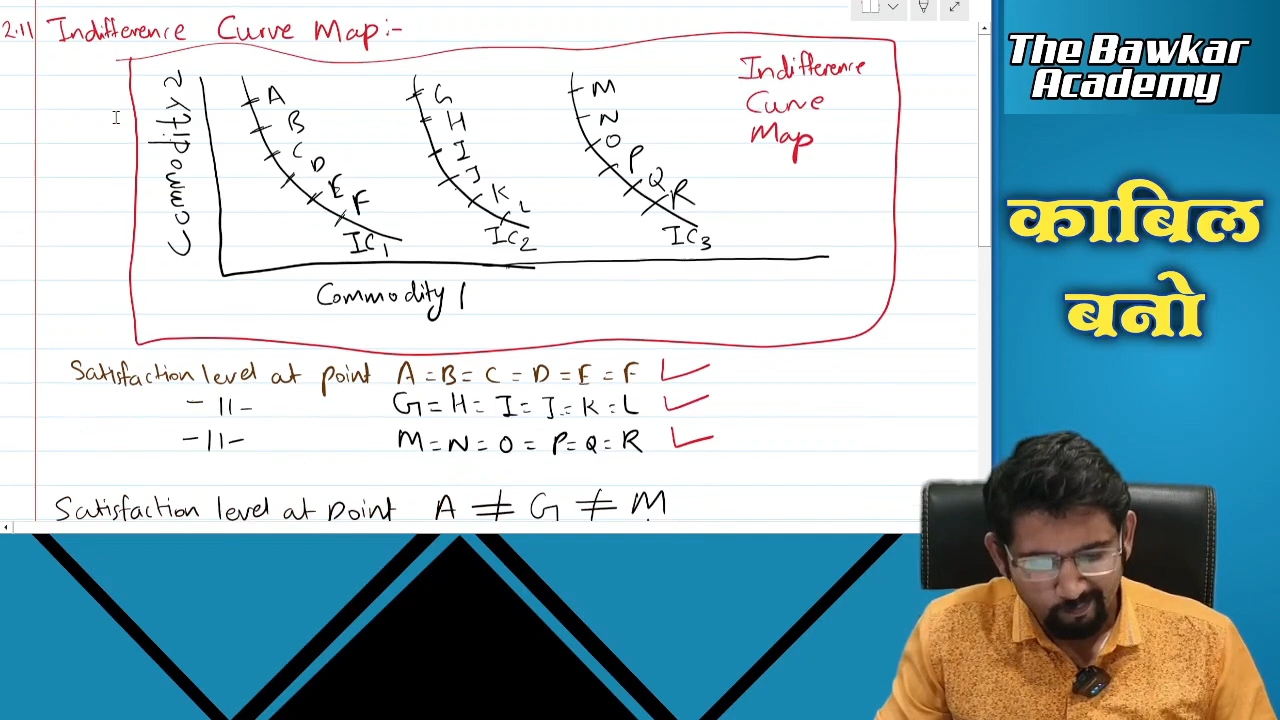 2.11 Indifference Curve Map:-
Indifference
Curve
Map
Commodity 2
A
B
C
D
E
F
IC1
G
H
I
J
K
L
IC2
M
N
O
P
Q
R
IC3
Commodity 1
Satisfaction level at point A = B = C = D = E = F ✓
-11- G = H = I = J = K = L ✓
-11- M = N = O = P = Q = R ✓
Satisfaction level at point A ≠ G ≠ M
The Bawkar
Academy
काबिल
बनो